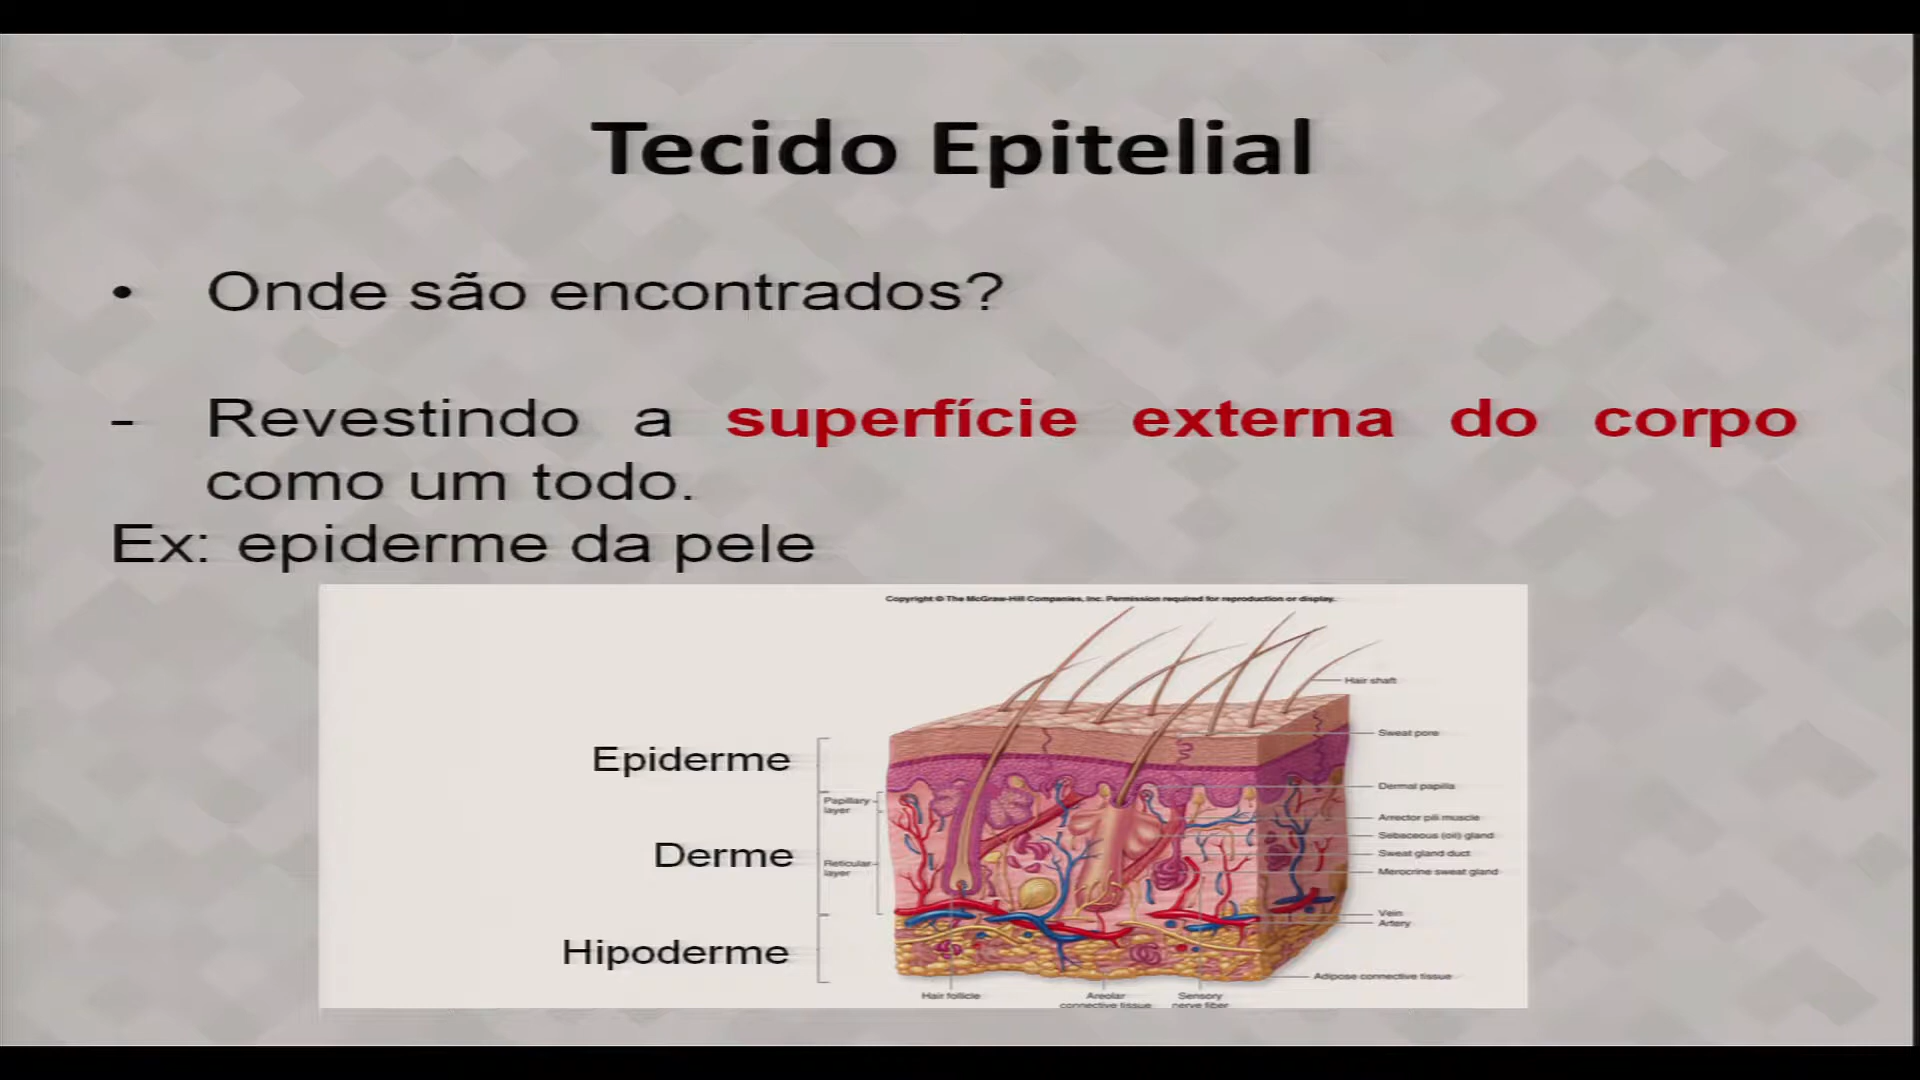 Tecido Epitelial
• Onde são encontrados?
- Revestindo a superfície externa do corpo
como um todo.
Ex: epiderme da pele
Copyright © The McGraw-Hill Companies, Inc. Permission required for reproduction or display.
Hair shaft
Sweat pore
Epiderme
Dermal papilla
Papillary
layer
Arrector pili muscle
Sebaceous (oil) gland
Derme
Sweat gland duct
Reticular
layer
Merocrine sweat gland
Vein
Artery
Hipoderme
Adipose connective tissue
Hair follicle
Areolar
connective tissue
Sensory
nerve fiber